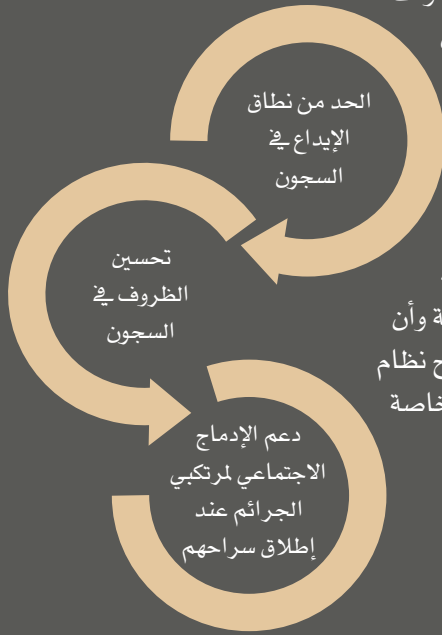 الحد من نطاق
الإيداع في
السجون
تحسين
الظروف في
السجون
ة وأن
ح نظام
خاصة
دعم الإدماج
الاجتماعي لمرتكبي
الجرائم عند
إطلاق سراحهم